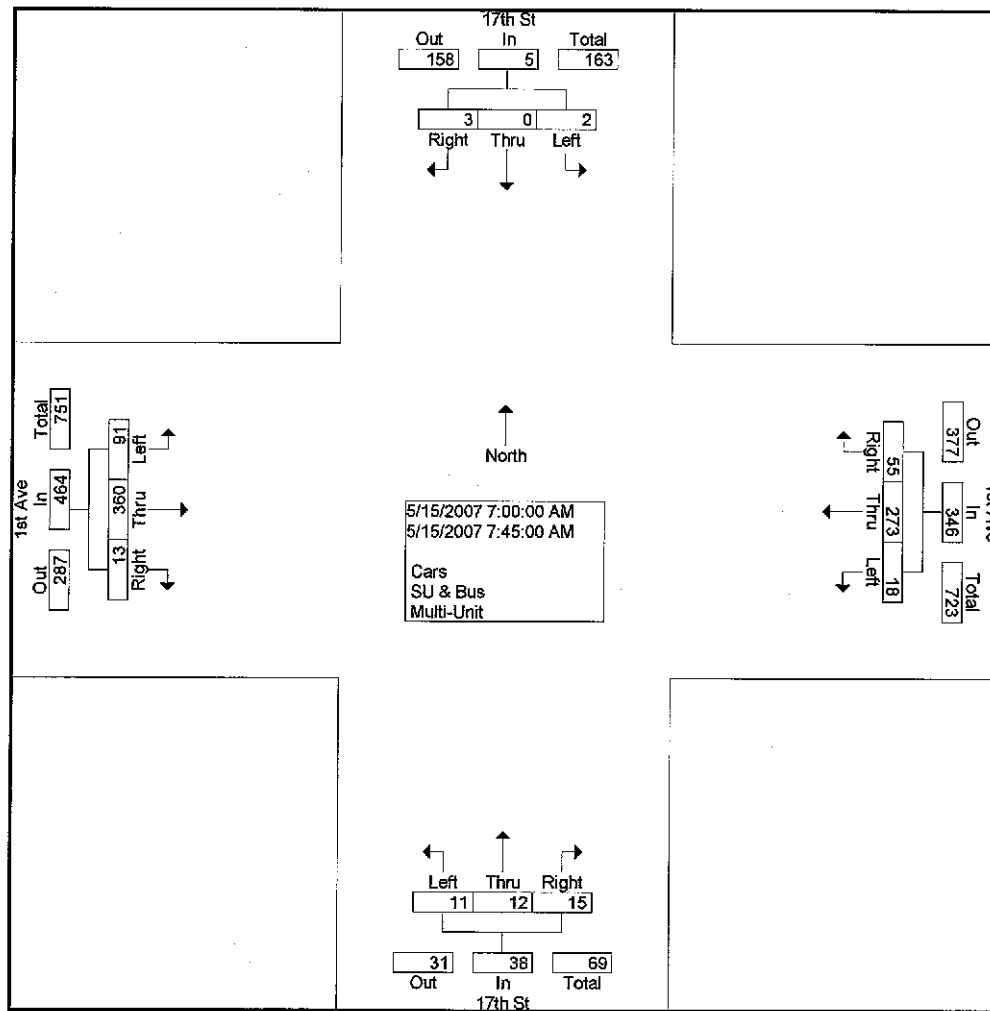 17th St
Out In Total
158 5 163
3 0 2
Right Thru Left
1st Ave
Total 751
In 464
Out 287
Left 91
Thru 360
Right 13
North
5/15/2007 7:00:00 AM
5/15/2007 7:45:00 AM
Cars
SU & Bus
Multi-Unit
Right 55
Thru 273
Left 18
Out 377
In 346
Total 723
Left Thru Right
11 12 15
31 38 69
Out In Total
17th St